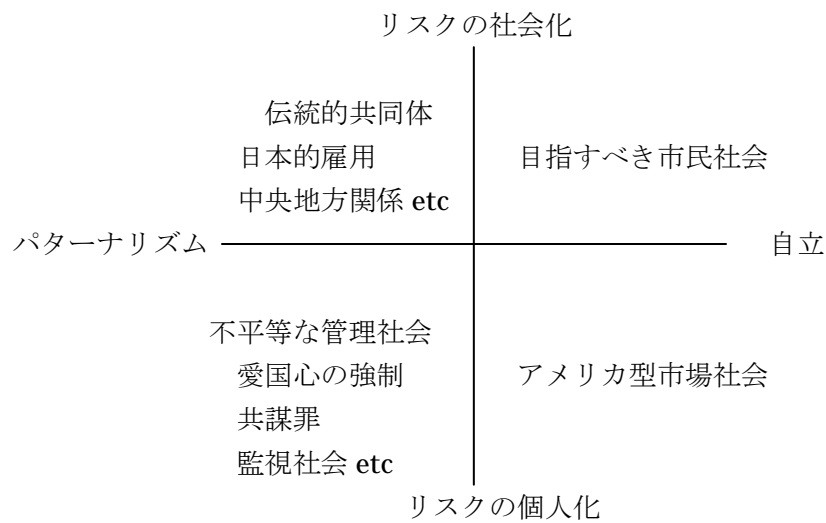 リスクの社会化
伝統的共同体
日本的雇用
目指すべき市民社会
中央地方関係 etc
パターナリズム
自立
不平等な管理社会
愛国心の強制
アメリカ型市場社会
共謀罪
監視社会 etc
リスクの個人化